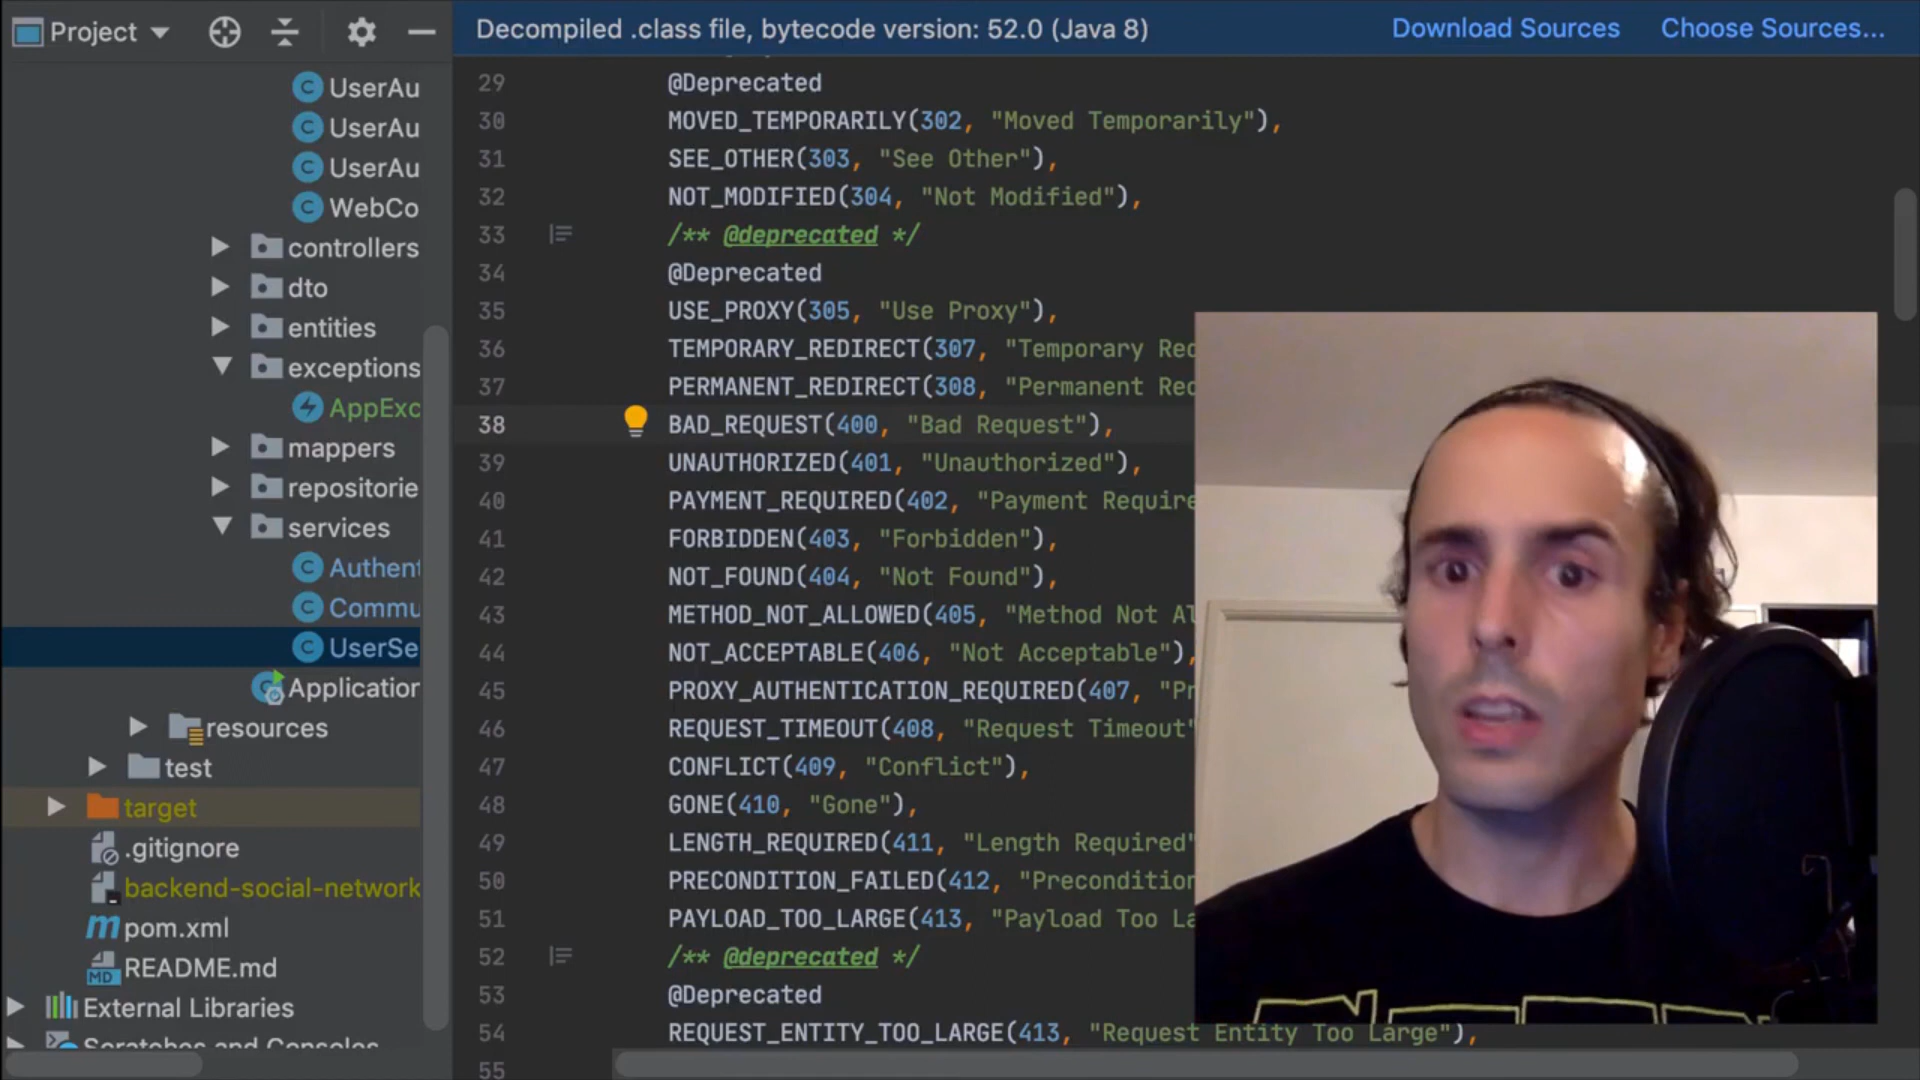 Project
Decompiled .class file, bytecode version: 52.0 (Java 8)
Download Sources
Choose Sources...
UserAu
UserAu
UserAu
WebCo
controllers
dto
entities
exceptions
AppExc
mappers
repositorie
services
Authent
Commu
UserSe
Application
resources
test
target
.gitignore
backend-social-network
pom.xml
README.md
External Libraries
Scratches and Consoles
29 @Deprecated
30 MOVED_TEMPORARILY(302, "Moved Temporarily"),
31 SEE_OTHER(303, "See Other"),
32 NOT_MODIFIED(304, "Not Modified"),
33 /** @deprecated */
34 @Deprecated
35 USE_PROXY(305, "Use Proxy"),
36 TEMPORARY_REDIRECT(307, "Temporary Red
37 PERMANENT_REDIRECT(308, "Permanent Red
38 BAD_REQUEST(400, "Bad Request"),
39 UNAUTHORIZED(401, "Unauthorized"),
40 PAYMENT_REQUIRED(402, "Payment Require
41 FORBIDDEN(403, "Forbidden"),
42 NOT_FOUND(404, "Not Found"),
43 METHOD_NOT_ALLOWED(405, "Method Not Al
44 NOT_ACCEPTABLE(406, "Not Acceptable"),
45 PROXY_AUTHENTICATION_REQUIRED(407, "Pr
46 REQUEST_TIMEOUT(408, "Request Timeout"
47 CONFLICT(409, "Conflict"),
48 GONE(410, "Gone"),
49 LENGTH_REQUIRED(411, "Length Required"
50 PRECONDITION_FAILED(412, "Precondition
51 PAYLOAD_TOO_LARGE(413, "Payload Too La
52 /** @deprecated */
53 @Deprecated
54 REQUEST_ENTITY_TOO_LARGE(413, "Request Entity Too Large"),
55